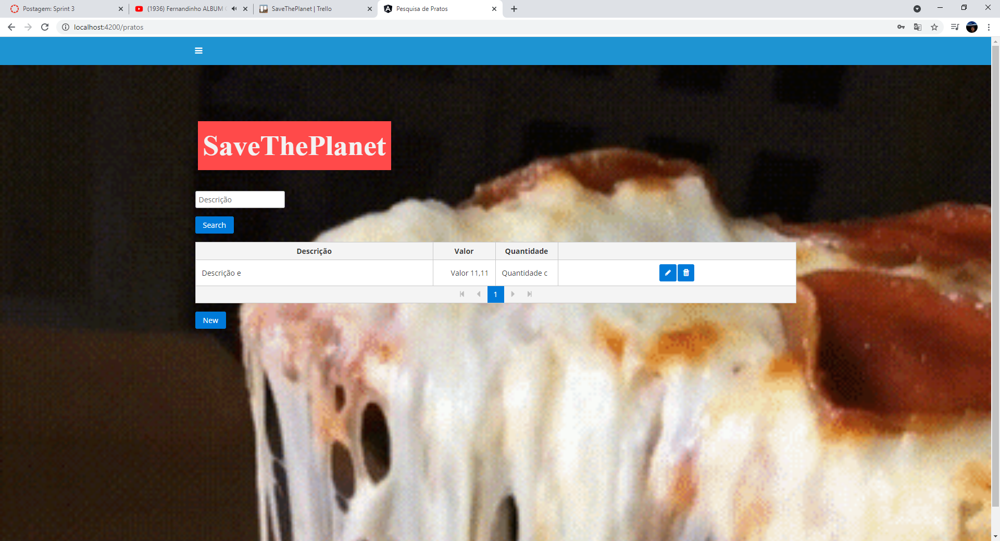 Postagem: Sprint 3
(1936) Fernandinho ALBUM
SaveThePlanet | Trello
Pesquisa de Pratos
localhost:4200/pratos
SaveThePlanet
Descrição
Search
Descrição Valor Quantidade
Descrição e Valor 11,11 Quantidade c
1
New